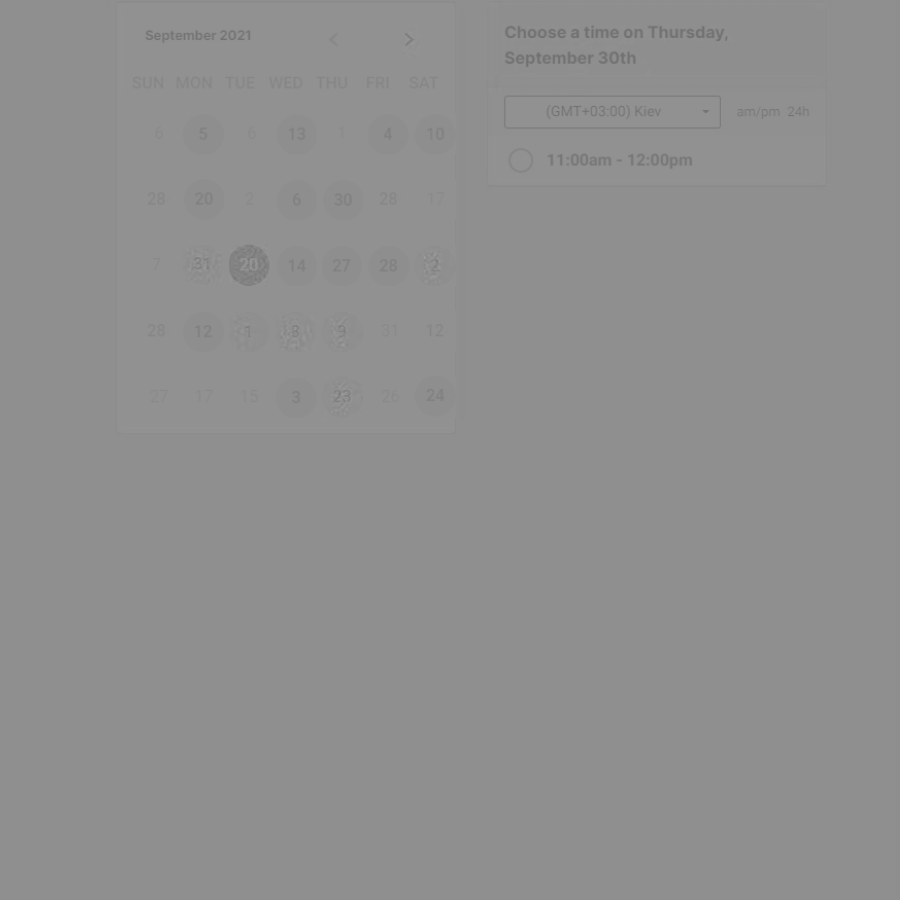 September 2021
SUN MON TUE WED THU FRI SAT
6 5 6 13 1 4 10
28 20 2 6 30 28 17
7 31 20 14 27 28 2
28 12 1 8 9 31 12
27 17 15 3 23 26 24
Choose a time on Thursday,
September 30th
(GMT+03:00) Kiev am/pm 24h
11:00am - 12:00pm